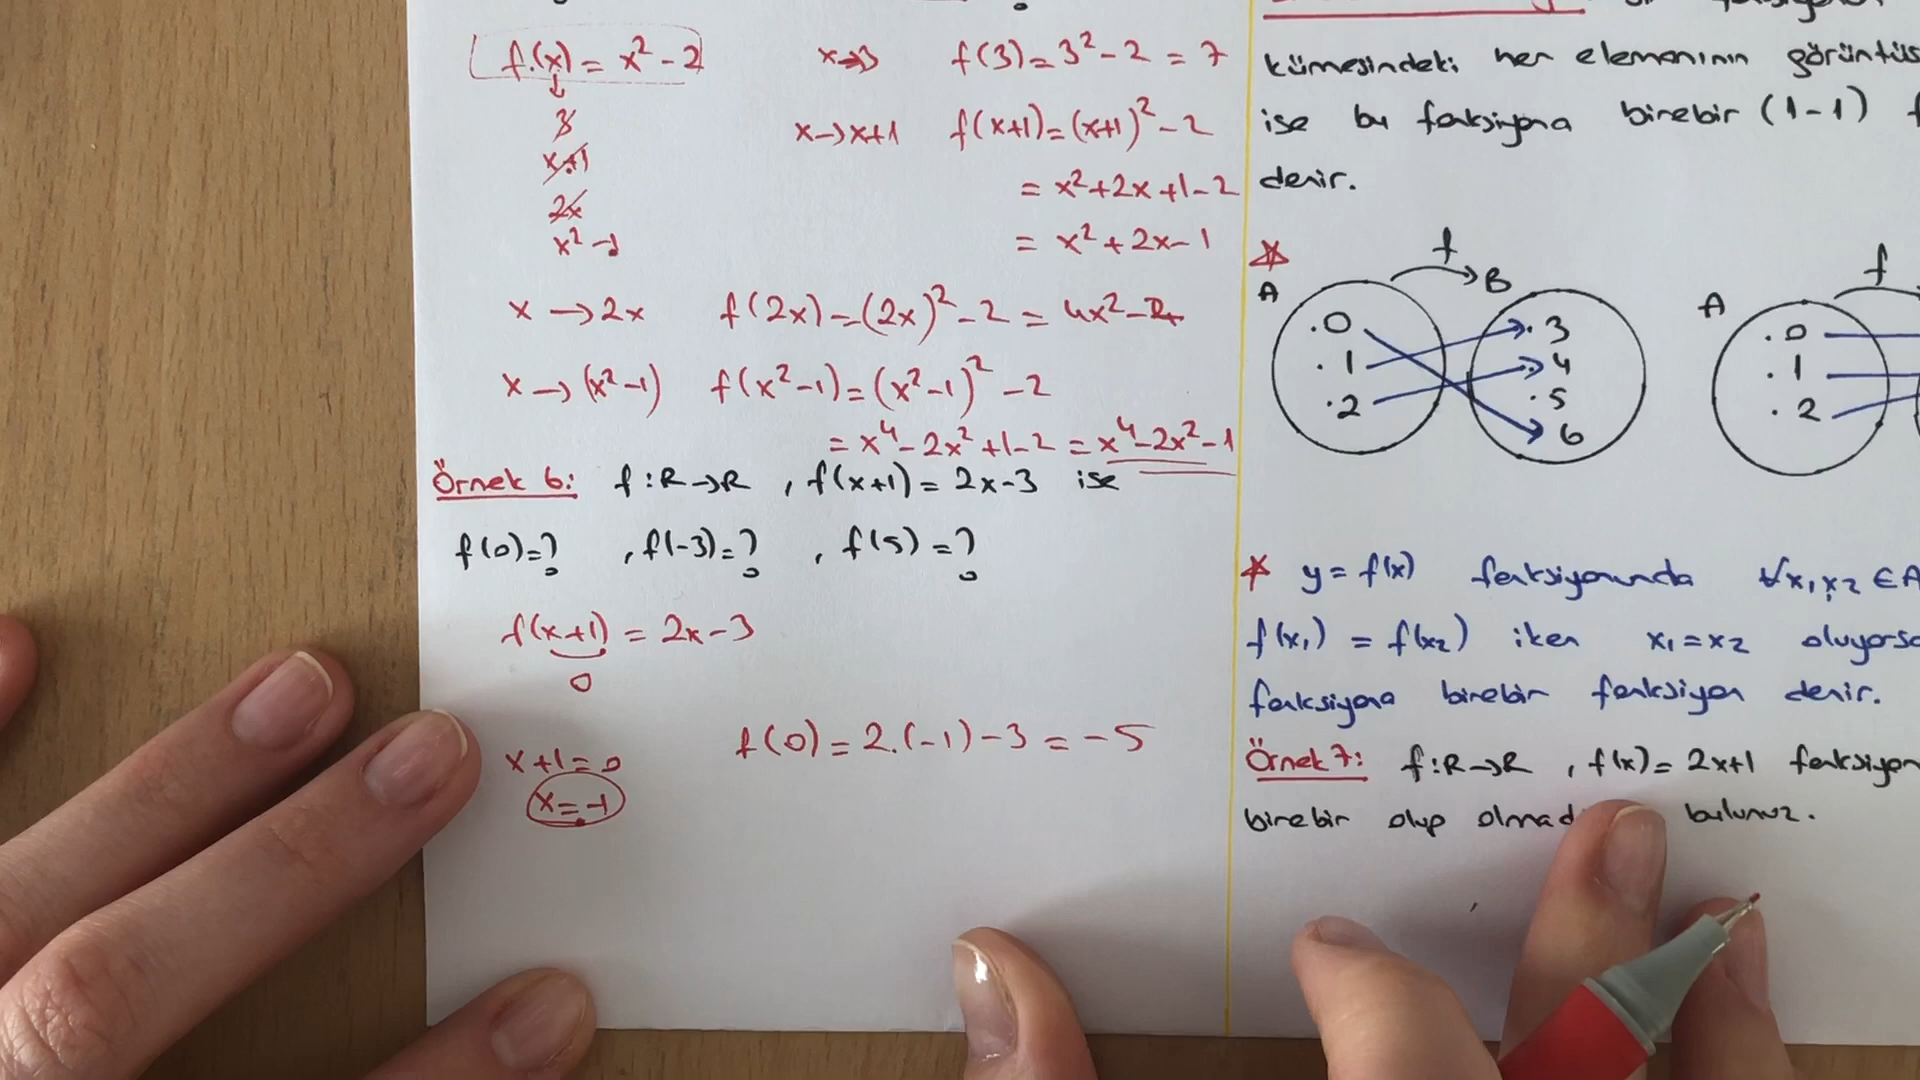 f(x) = x² - 2
3
x+1
2x
x² - 1
x→3 f(3) = 3² - 2 = 7
x→x+1 f(x+1) = (x+1)² - 2
= x² + 2x + 1 - 2
= x² + 2x - 1
x → 2x f(2x) = (2x)² - 2 = 4x² - 2
x → (x² - 1) f(x² - 1) = (x² - 1)² - 2
= x⁴ - 2x² + 1 - 2 = x⁴ - 2x² - 1
Örnek 6: f : R→R , f(x+1) = 2x - 3 ise
f(0) = ? , f(-3) = ? , f(5) = ?
f(x+1) = 2x - 3
0
x + 1 = 0
x = -1
f(0) = 2.(-1) - 3 = -5
kümesindeki her elemanının
ise bu fonksiyona birebir (1-1) f
denir.
f
A B
.0 .3
.1 .4
.2 .5
6
f
A
.0
.1
.2
y = f(x) fonksiyonunda ∀x₁,x₂ ∈ A
f(x₁) = f(x₂) iken x₁ = x₂
fonksiyona birebir fonksiyon denir.
Örnek 7: f : R→R , f(x) = 2x+1
birebir olup bulunuz.